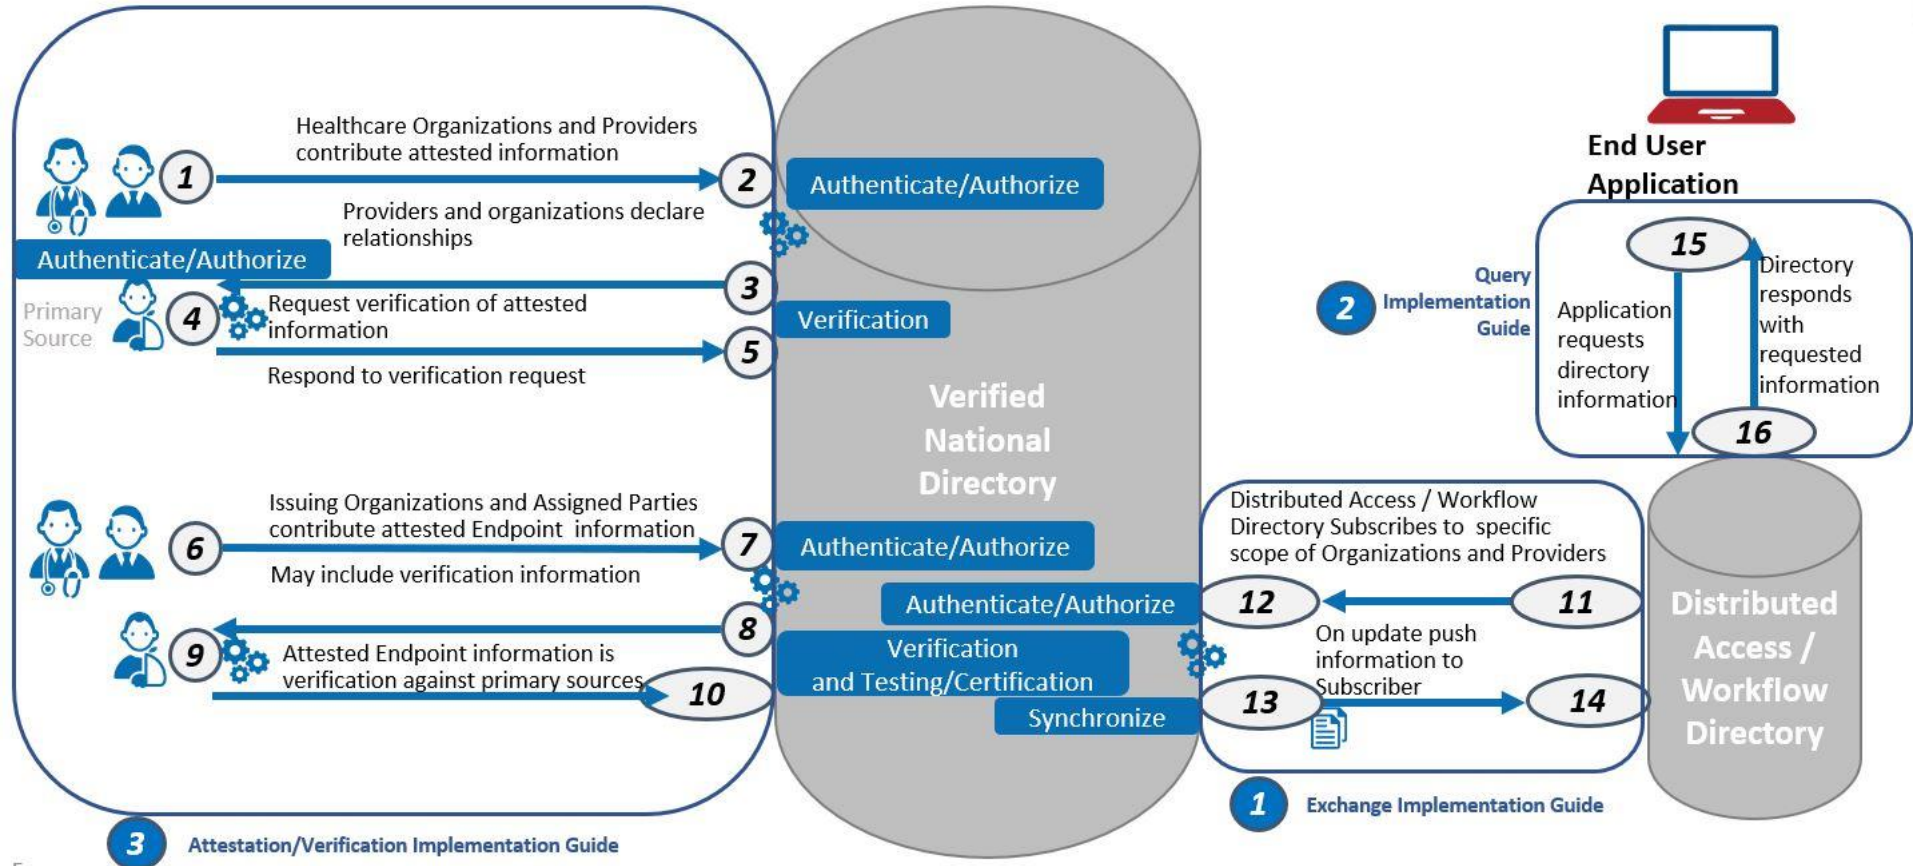 Healthcare Organizations and Providers
contribute attested information
1
2
Authenticate/Authorize
Providers and organizations declare
relationships
Authenticate/Authorize
3
Primary
Source
4
Request verification of attested
information
Verification
5
Respond to verification request
Verified
National
Directory
Issuing Organizations and Assigned Parties
contribute attested Endpoint information
6
7
Authenticate/Authorize
May include verification information
8
9
Attested Endpoint information is
verification against primary sources
10
Authenticate/Authorize
Verification
and Testing/Certification
Synchronize
3
Attestation/Verification Implementation Guide
End User
Application
15
2
Query
Implementation
Guide
Application
requests
directory
information
Directory
responds
with
requested
information
16
Distributed Access / Workflow
Directory Subscribes to specific
scope of Organizations and Providers
12
11
On update push
information to
Subscriber
13
14
Distributed
Access /
Workflow
Directory
1
Exchange Implementation Guide